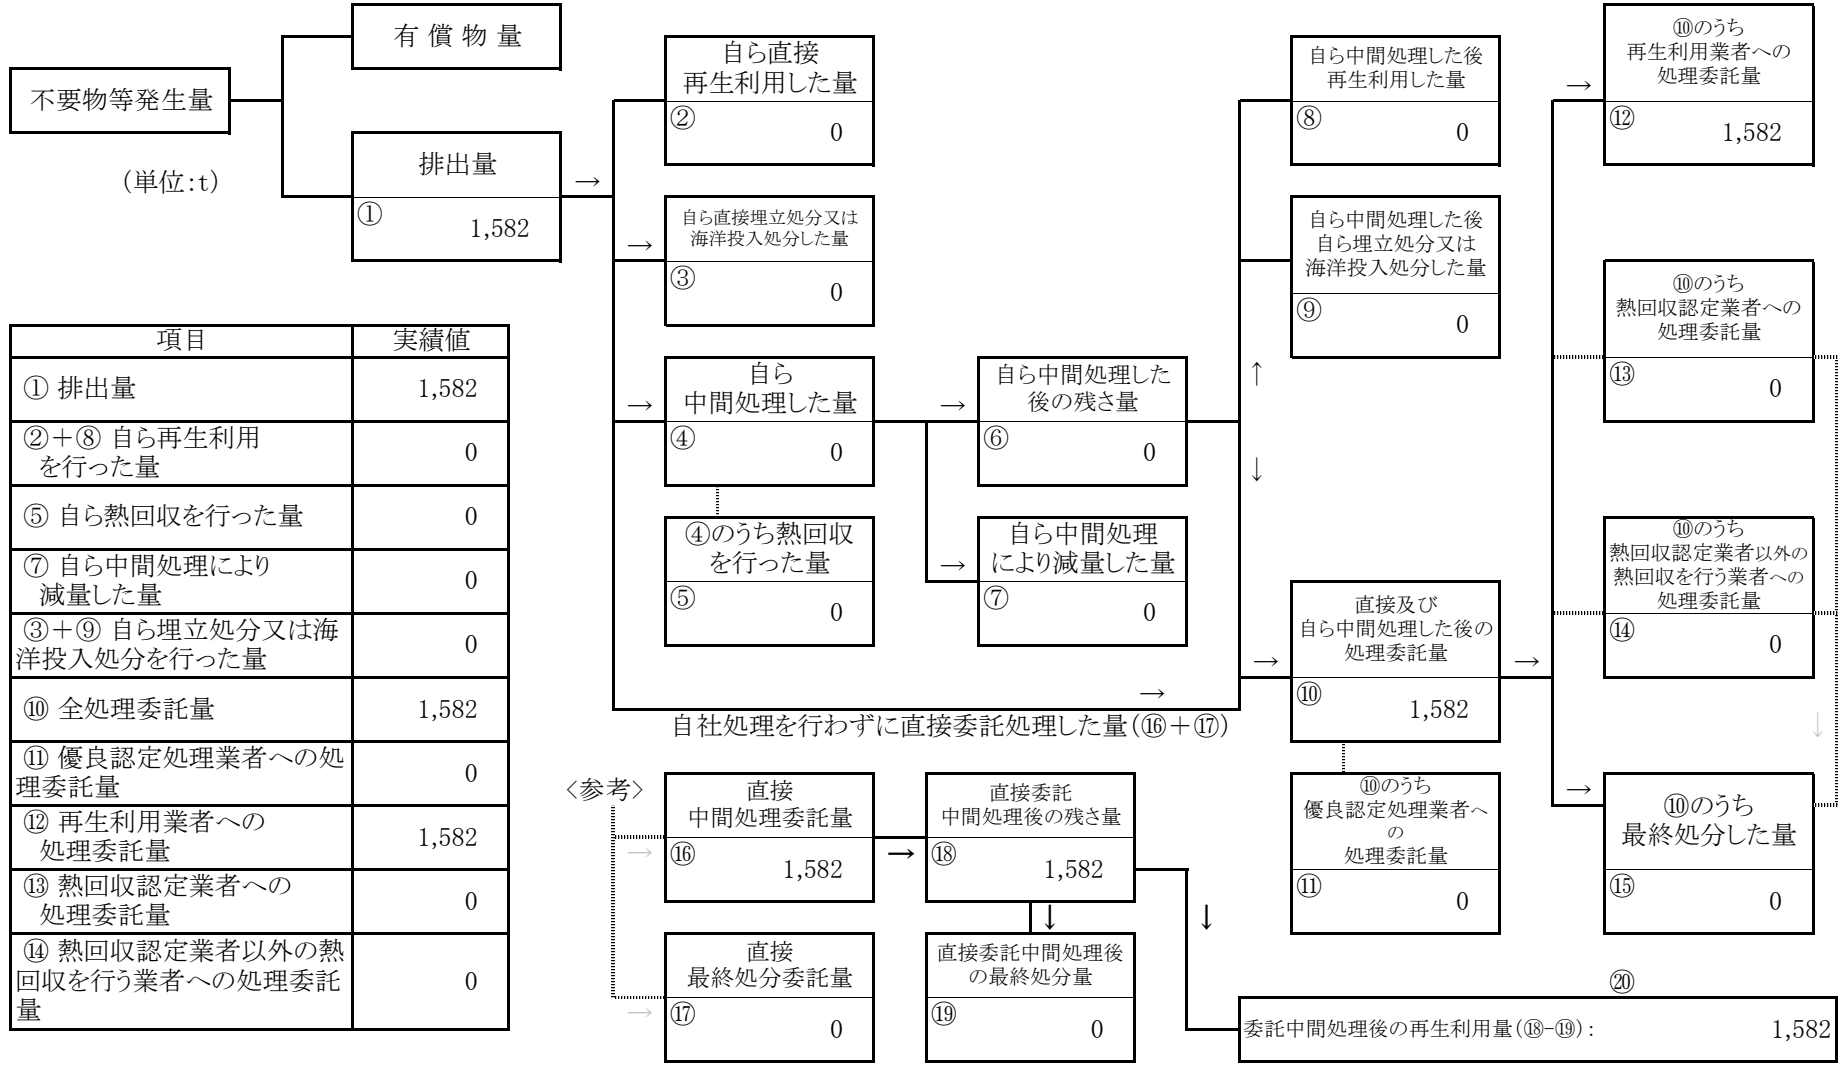 不要物等発生量
(単位:t)
有 償 物 量
排出量
①
1,582
→
自ら直接
再生利用した量
②
0
→
自ら直接埋立処分又は
海洋投入処分した量
③
0
→
自ら
中間処理した量
④
0
④のうち熱回収
を行った量
⑤
0
→
自ら中間処理した
後の残さ量
⑥
0
→
自ら中間処理
により減量した量
⑦
0
自ら中間処理した後
再生利用した量
⑧
0
自ら中間処理した後
自ら埋立処分又は
海洋投入処分した量
⑨
0
↑
↓
→
自社処理を行わずに直接委託処理した量(⑯+⑰)
→
直接及び
自ら中間処理した後の
処理委託量
⑩
1,582
⑩のうち
優良認定処理業者へ
の
処理委託量
⑪
0
→
→
⑩のうち
再生利用業者への
処理委託量
⑫
1,582
⑩のうち
熱回収認定業者への
処理委託量
⑬
0
⑩のうち
熱回収認定業者以外の
熱回収を行う業者への
処理委託量
⑭
0
↓
→
⑩のうち
最終処分した量
⑮
0
項目 実績値
① 排出量 1,582
②+⑧ 自ら再生利用
を行った量
0
⑤ 自ら熱回収を行った量 0
⑦ 自ら中間処理により
減量した量
0
③+⑨ 自ら埋立処分又は海
洋投入処分を行った量
0
⑩ 全処理委託量 1,582
⑪ 優良認定処理業者への処
理委託量
0
⑫ 再生利用業者への
処理委託量
1,582
⑬ 熱回収認定業者への
処理委託量
0
⑭ 熱回収認定業者以外の熱
回収を行う業者への処理委託
量
0
<参考>
→
直接
中間処理委託量
⑯
1,582
→
直接
最終処分委託量
⑰
0
→
直接委託
中間処理後の残さ量
⑱
1,582
↓
直接委託中間処理後
の最終処分量
⑲
0
↓
⑳
委託中間処理後の再生利用量(⑱-⑲): 1,582